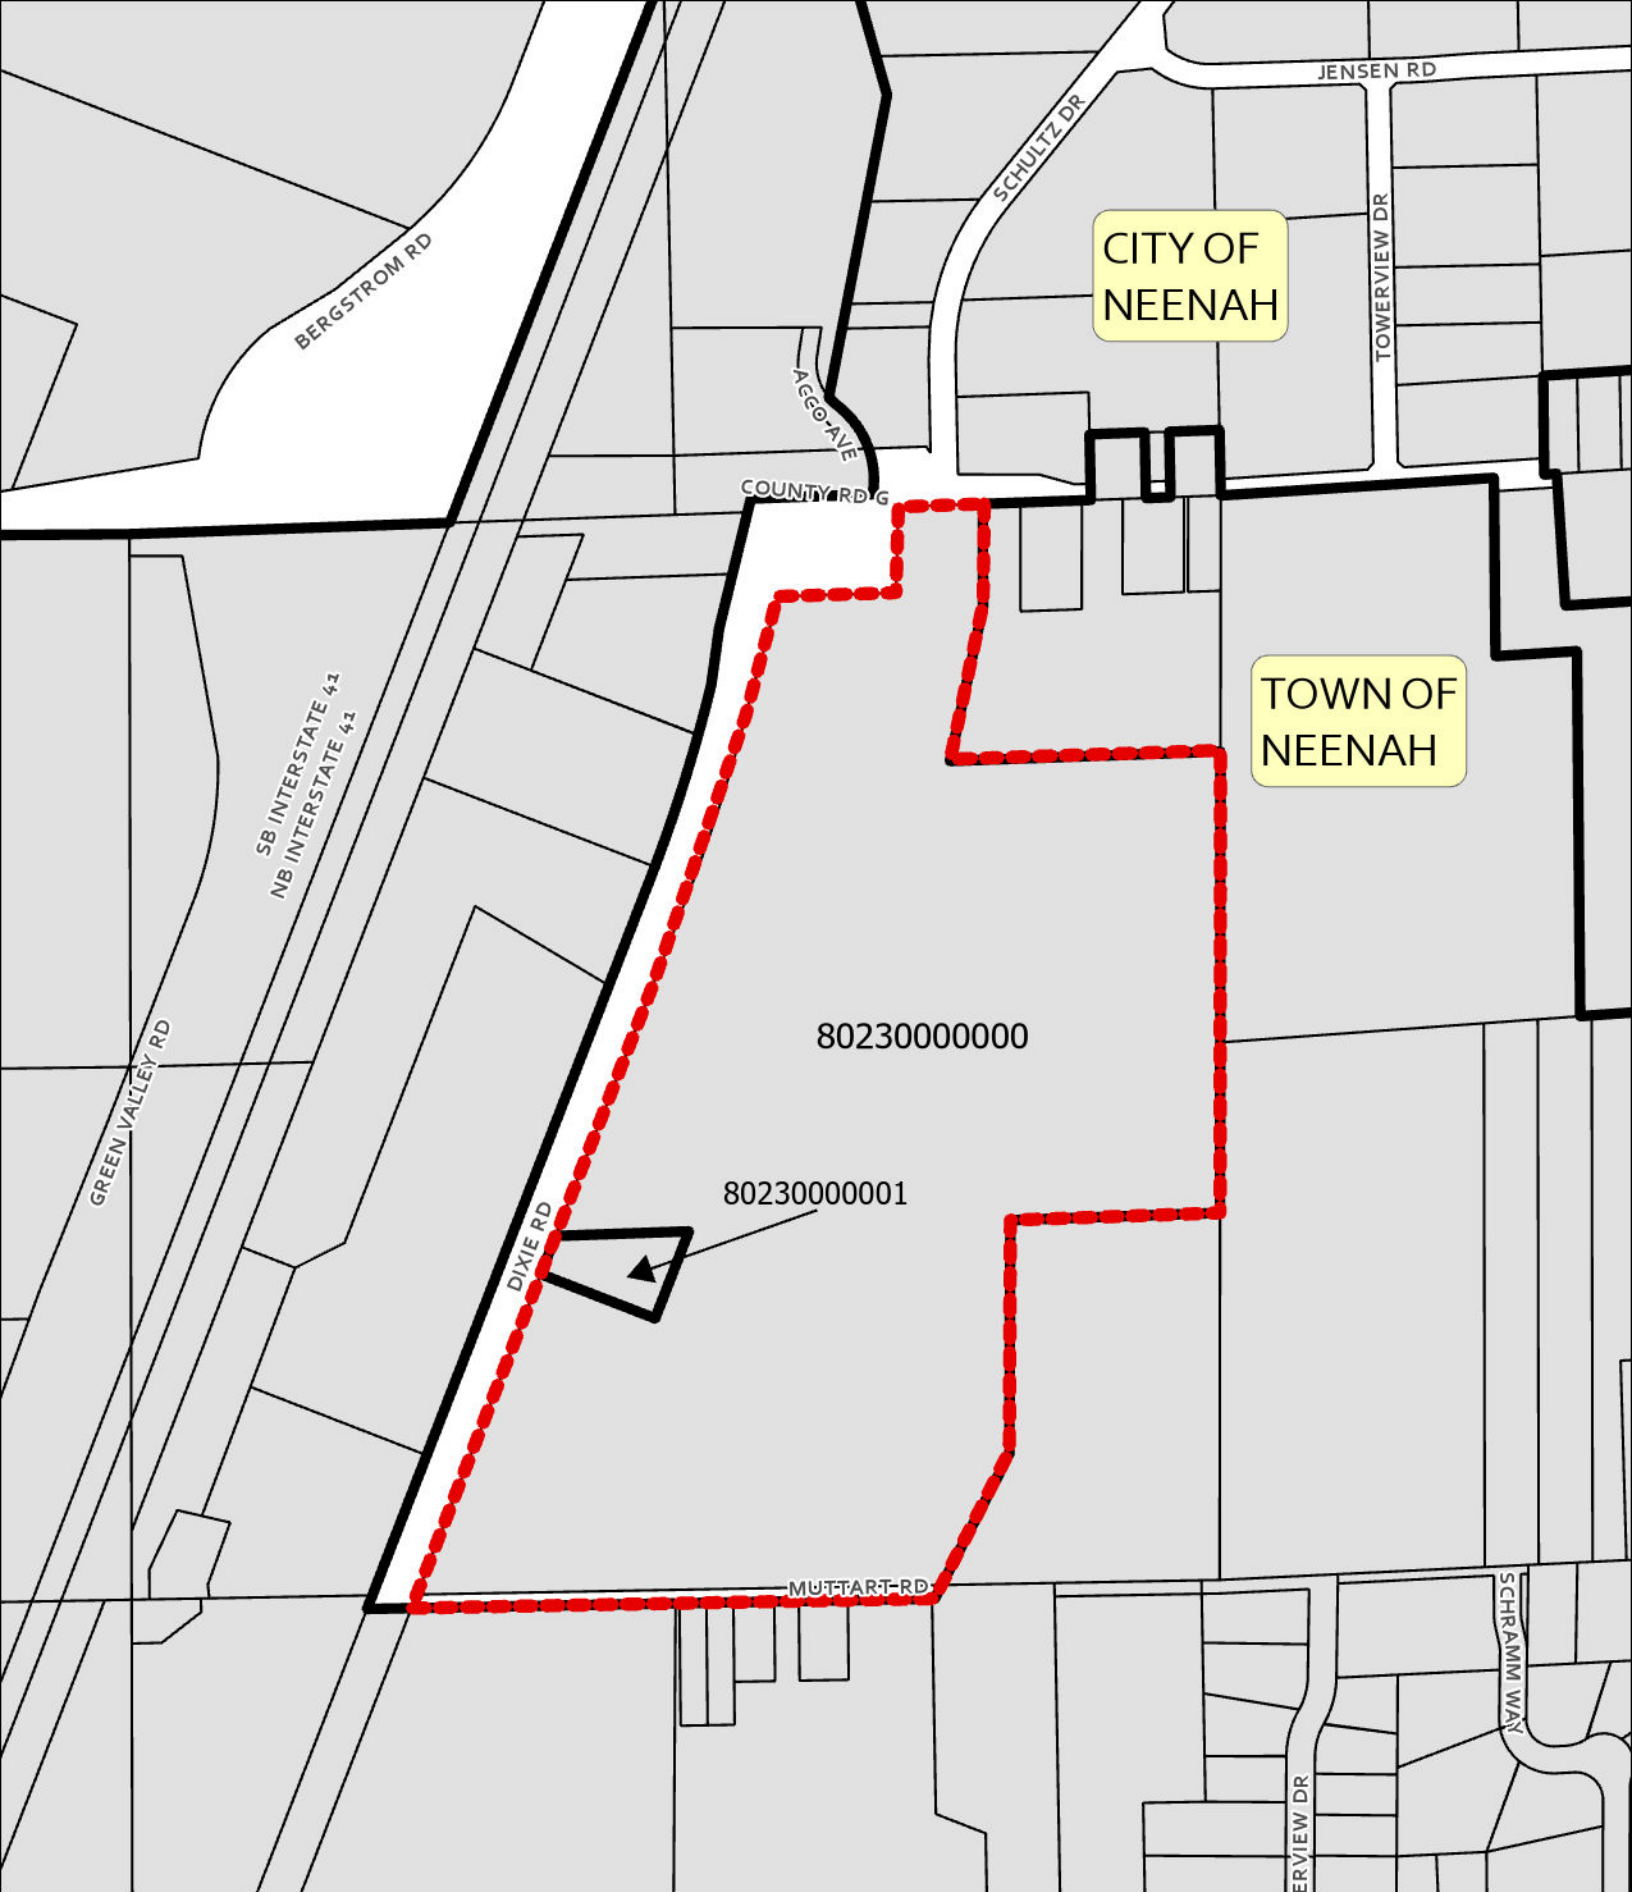 JENSEN RD
SCHULTZ DR
TOWERVIEW DR
CITY OF
NEENAH
BERGSTROM RD
AGGO AVE
COUNTY RD G
TOWN OF
NEENAH
SB INTERSTATE 41
NB INTERSTATE 41
80230000000
GREEN VALLEY RD
80230000001
DIXIE RD
MUTTART RD
SCHRAMM WAY
ERVIEW DR